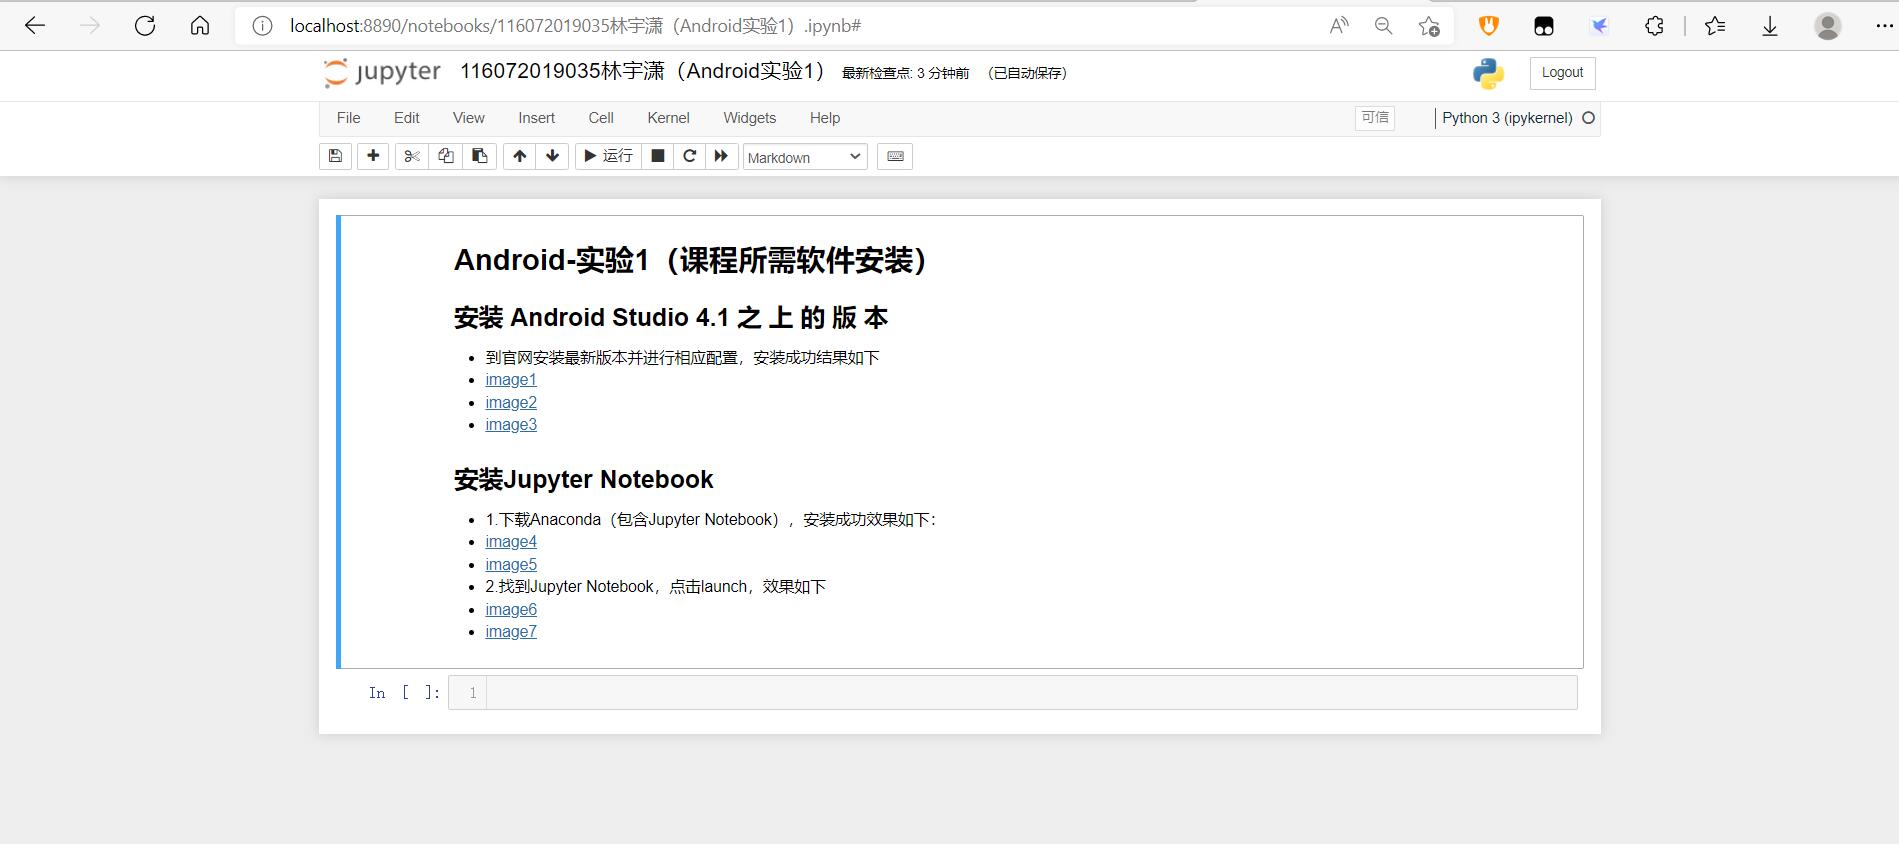 localhost:8890/notebooks/116072019035林宇潇（Android实验1）.ipynb#
jupyter 116072019035林宇潇（Android实验1） 最新检查点: 3 分钟前 （已自动保存） Logout
File Edit View Insert Cell Kernel Widgets Help 可信 Python 3 (ipykernel)
运行 Markdown
Android-实验1（课程所需软件安装）
安装 Android Studio 4.1 之 上 的 版 本
到官网安装最新版本并进行相应配置，安装成功结果如下
image1
image2
image3
安装Jupyter Notebook
1.下载Anaconda（包含Jupyter Notebook），安装成功效果如下：
image4
image5
2.找到Jupyter Notebook，点击launch，效果如下
image6
image7
In [ ]: 1